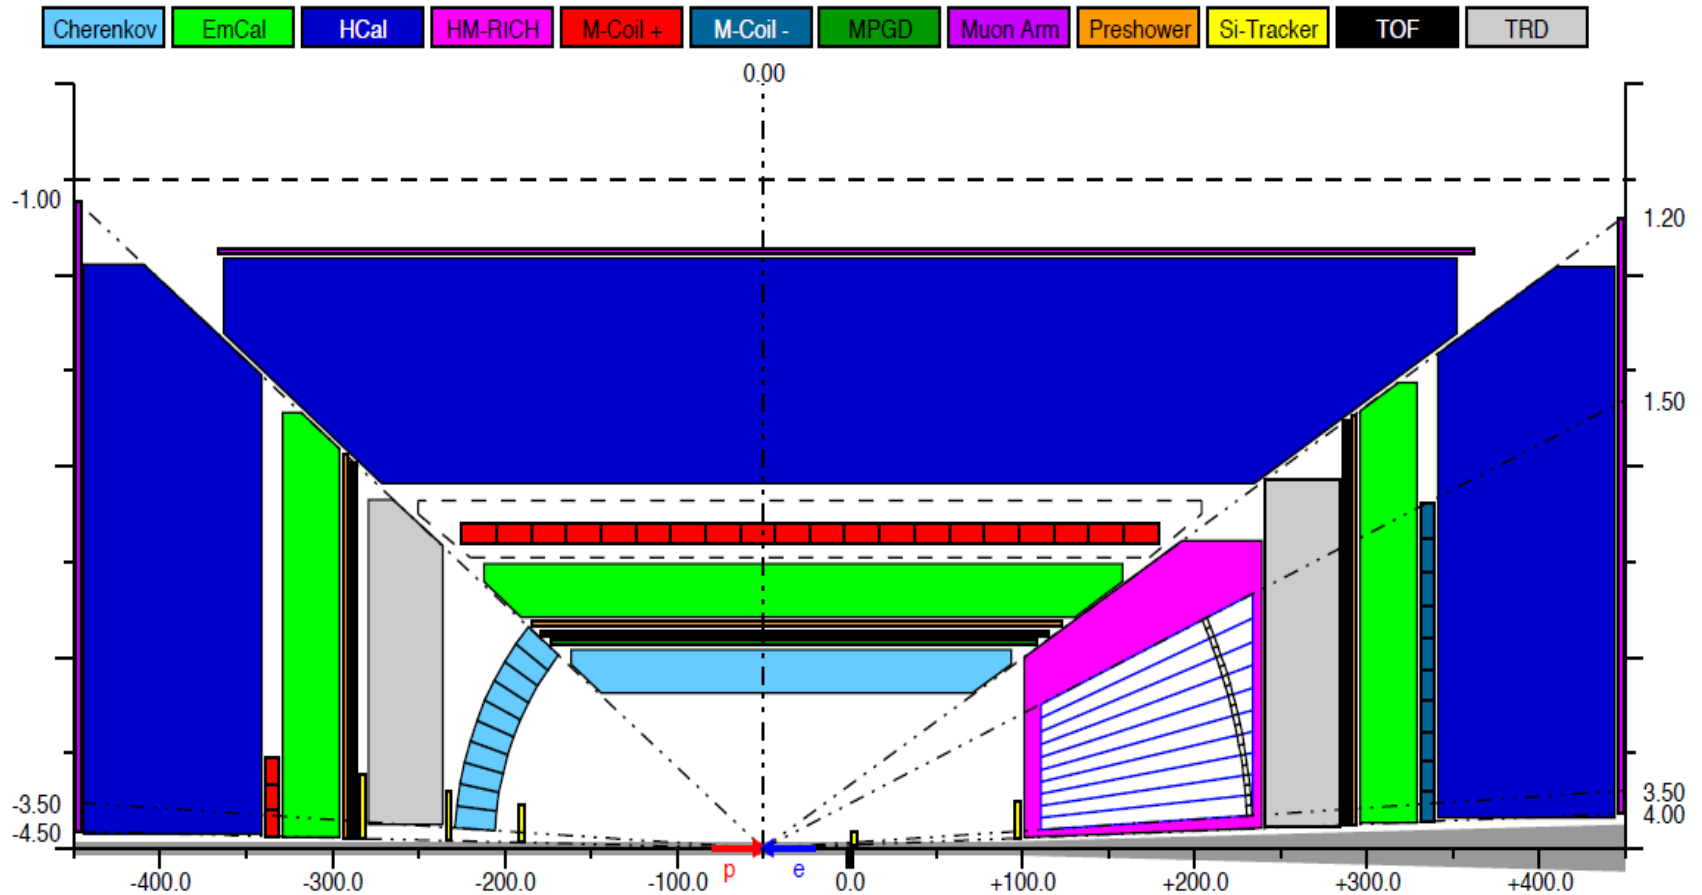 Cherenkov EmCal HCal HM-RICH M-Coil + M-Coil - MPGD Muon Arm Preshower Si-Tracker TOF TRD
0.00
-1.00 1.20
1.50
-3.50 3.50
-4.50 4.00
p e
-400.0 -300.0 -200.0 -100.0 0.0 +100.0 +200.0 +300.0 +400.0